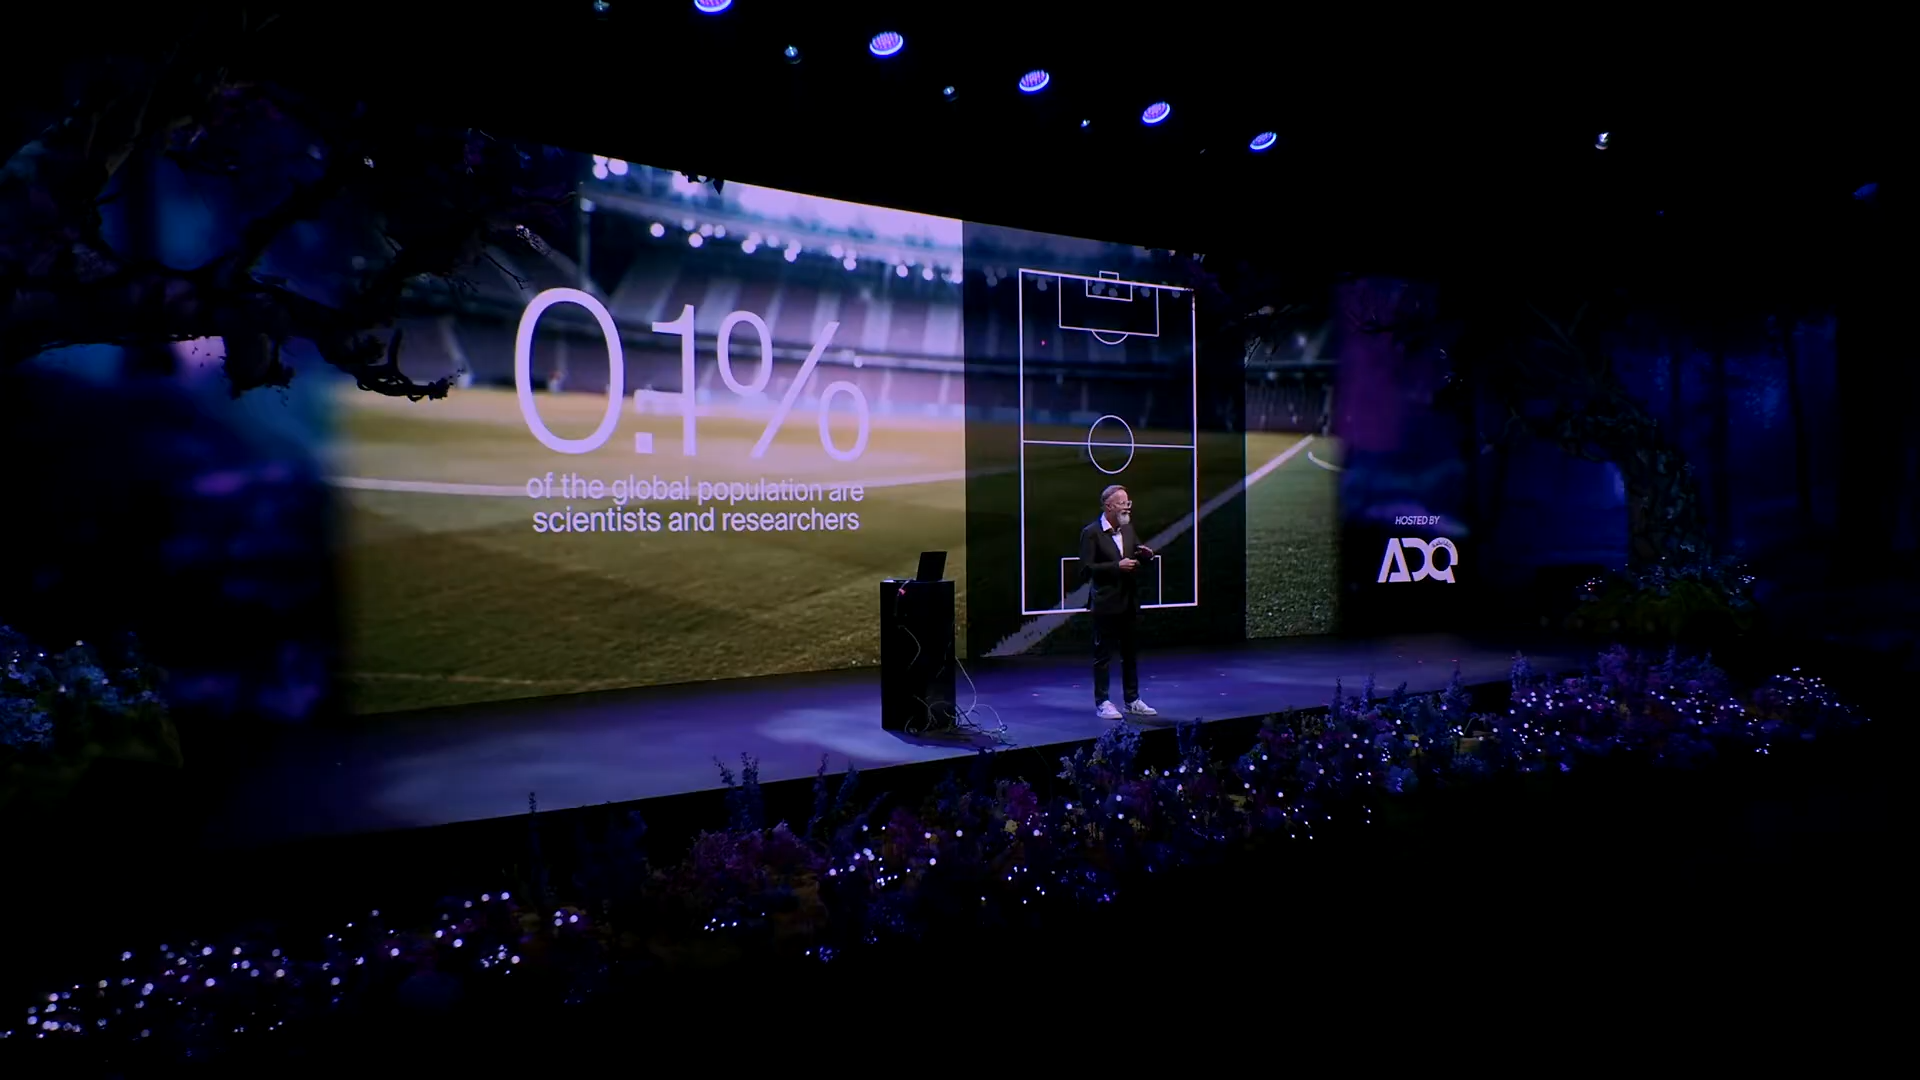 0.1%
of the global population are
scientists and researchers
HOSTED BY
ADQ